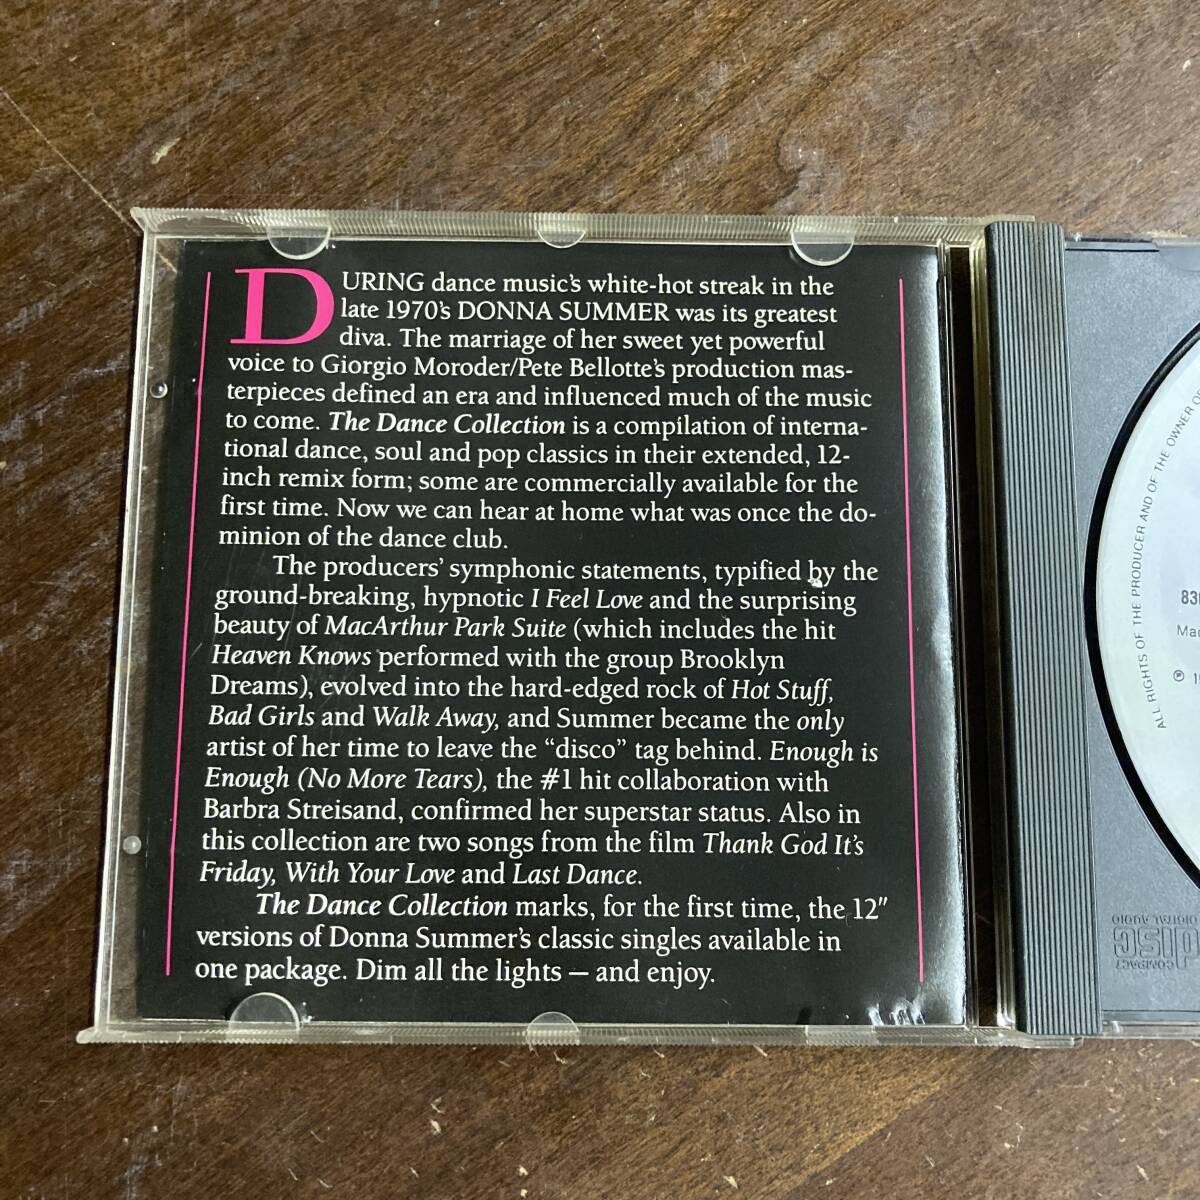 DURING dance music's white-hot streak in the
late 1970's DONNA SUMMER was its greatest
diva. The marriage of her sweet yet powerful
voice to Giorgio Moroder/Pete Bellotte's production mas-
terpieces defined an era and influenced much of the music
to come. The Dance Collection is a compilation of interna-
tional dance, soul and pop classics in their extended, 12-
inch remix form; some are commercially available for the
first time. Now we can hear at home what was once the do-
minion of the dance club.
The producers' symphonic statements, typified by the
ground-breaking, hypnotic I Feel Love and the surprising
beauty of MacArthur Park Suite (which includes the hit
Heaven Knows performed with the group Brooklyn
Dreams), evolved into the hard-edged rock of Hot Stuff,
Bad Girls and Walk Away, and Summer became the only
artist of her time to leave the “disco” tag behind. Enough is
Enough (No More Tears), the #1 hit collaboration with
Barbra Streisand, confirmed her superstar status. Also in
this collection are two songs from the film Thank God It's
Friday, With Your Love and Last Dance.
The Dance Collection marks, for the first time, the 12″
versions of Donna Summer's classic singles available in
one package. Dim all the lights — and enjoy.
ALL RIGHTS OF THE PRODUCER AND OF THE OWNER
COMPACT
disc
DIGITAL AUDIO